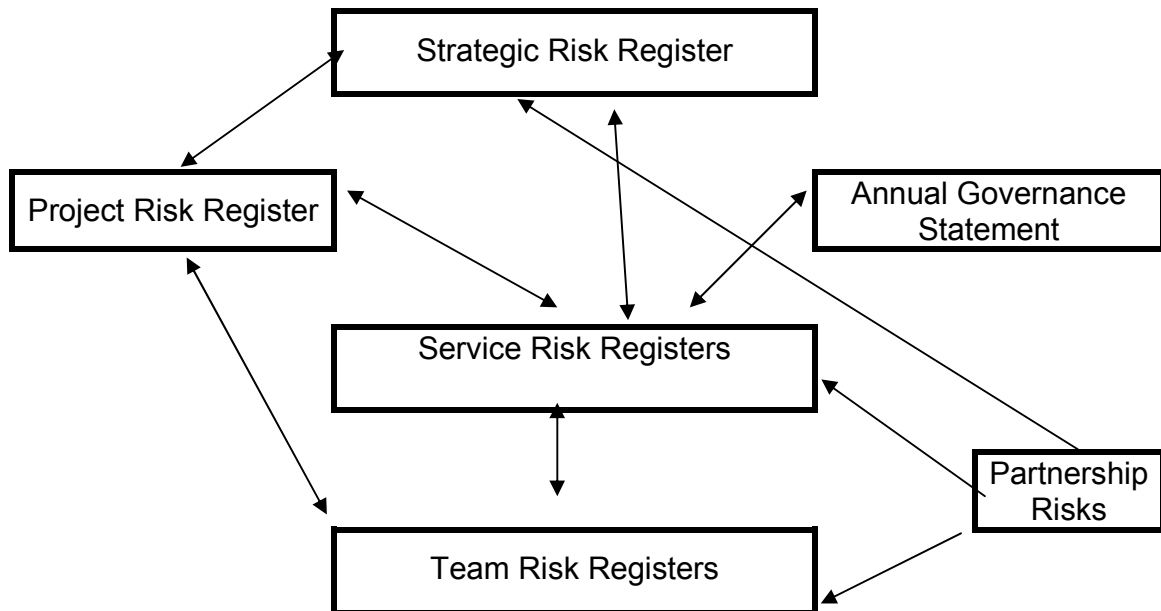 Strategic Risk Register
Project Risk Register
Annual Governance
Statement
Service Risk Registers
Partnership
Risks
Team Risk Registers